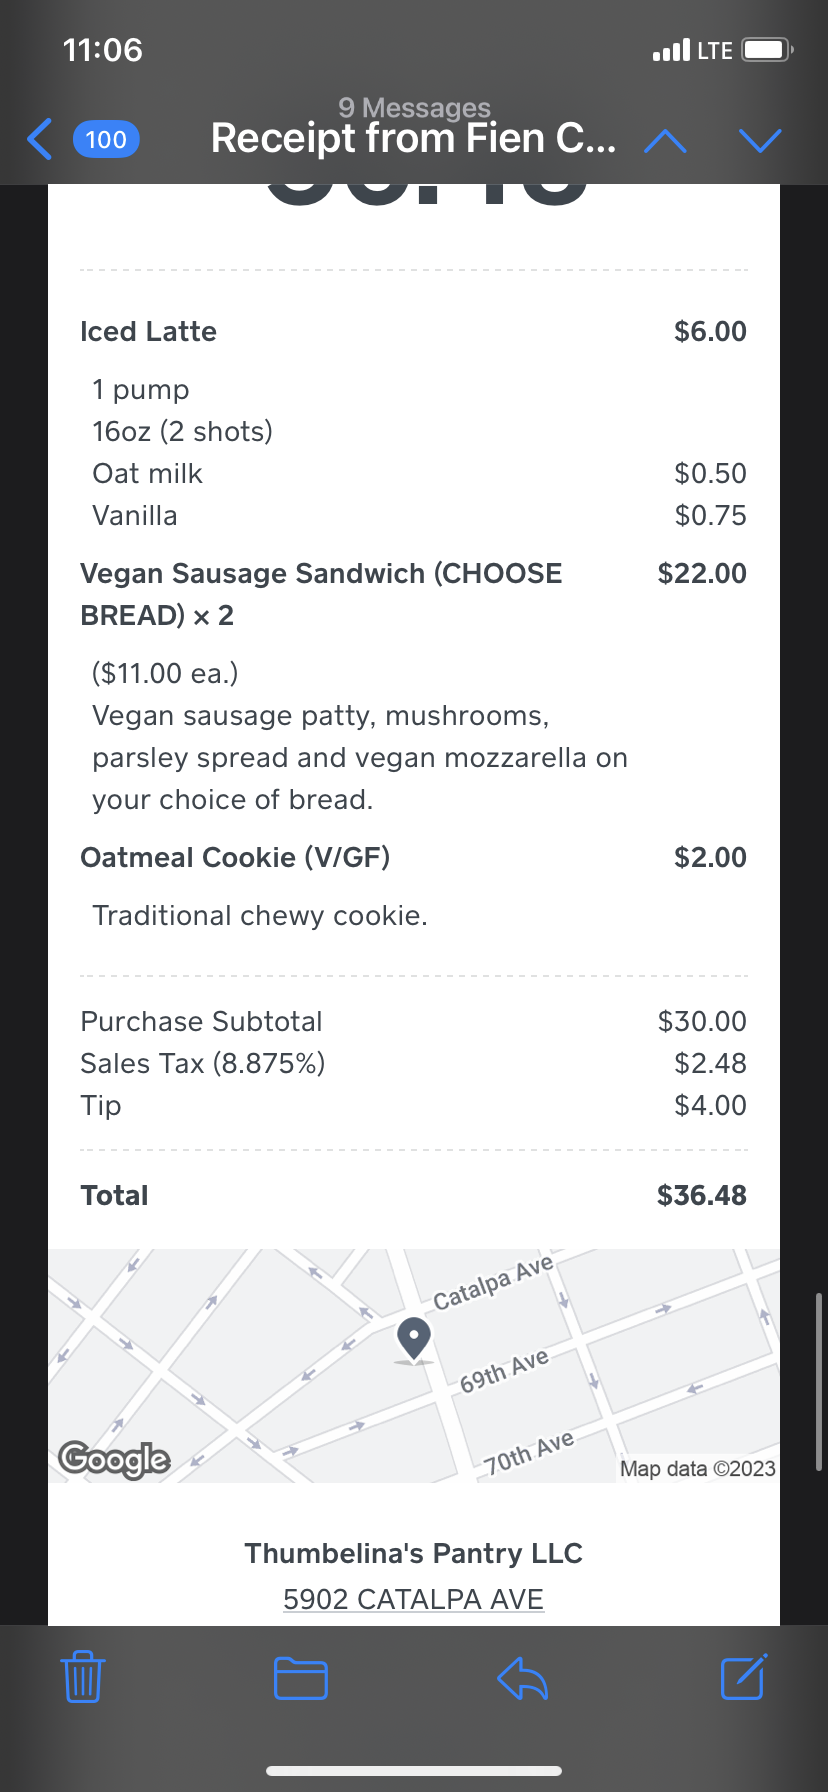 11:06
LTE
9 Messages
100
Receipt from Fien C...
Iced Latte $6.00
1 pump
16oz (2 shots)
Oat milk $0.50
Vanilla $0.75
Vegan Sausage Sandwich (CHOOSE $22.00
BREAD) × 2
($11.00 ea.)
Vegan sausage patty, mushrooms,
parsley spread and vegan mozzarella on
your choice of bread.
Oatmeal Cookie (V/GF) $2.00
Traditional chewy cookie.
Purchase Subtotal $30.00
Sales Tax (8.875%) $2.48
Tip $4.00
Total $36.48
Catalpa Ave
69th Ave
70th Ave
Google
Map data ©2023
Thumbelina's Pantry LLC
5902 CATALPA AVE